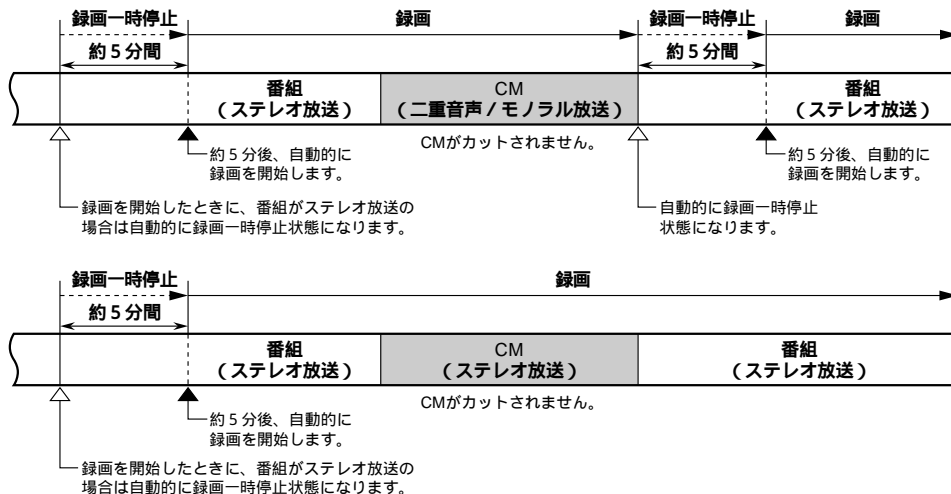 録画一時停止 録画 録画一時停止 録画
約5分間 約5分間
番組 CM 番組
(ステレオ放送) (二重音声/モノラル放送) (ステレオ放送)
CMがカットされません。
約5分後、自動的に 約5分後、自動的に
録画を開始します。 録画を開始します。
録画を開始したときに、番組がステレオ放送の 自動的に録画一時停止
場合は自動的に録画一時停止状態になります。 状態になります。
録画一時停止 録画
約5分間
番組 CM 番組
(ステレオ放送) (ステレオ放送) (ステレオ放送)
CMがカットされません。
約5分後、自動的に
録画を開始します。
録画を開始したときに、番組がステレオ放送の
場合は自動的に録画一時停止状態になります。